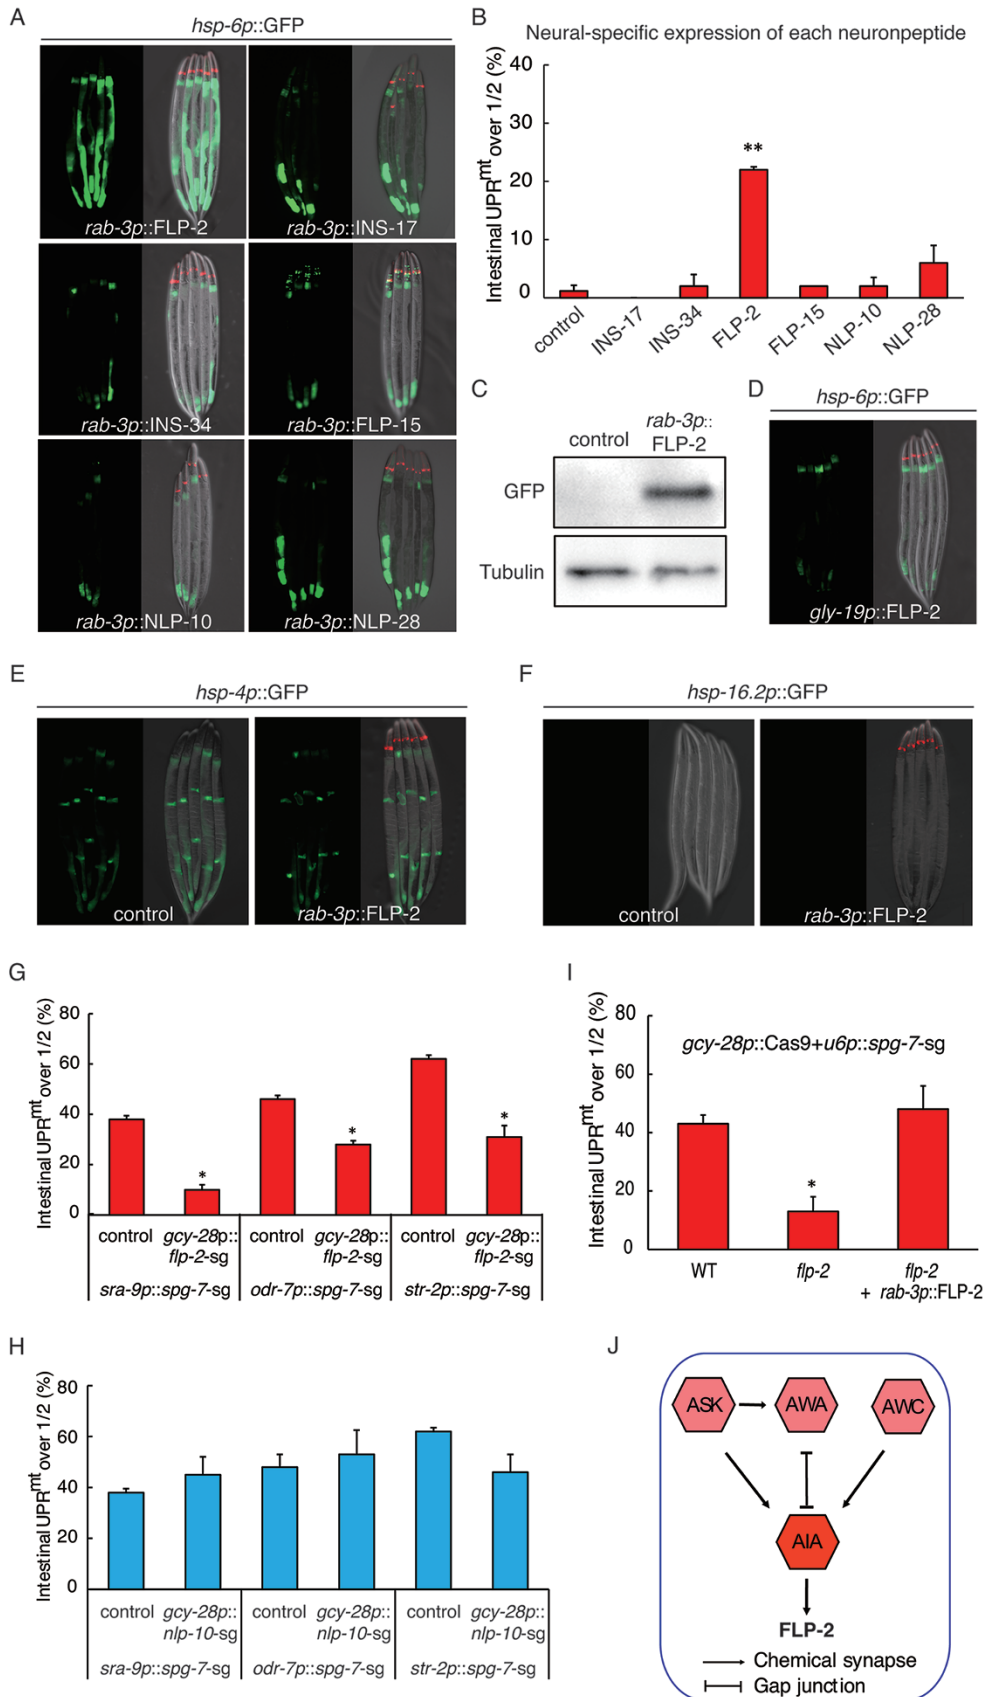 A
hsp-6p::GFP
rab-3p::FLP-2
rab-3p::INS-17
rab-3p::INS-34
rab-3p::FLP-15
rab-3p::NLP-10
rab-3p::NLP-28
B
Neural-specific expression of each neuronpeptide
Intestinal UPRmt over 1/2 (%)
40
30
20
10
0
**
control
INS-17
INS-34
FLP-2
FLP-15
NLP-10
NLP-28
C
control
rab-3p::
FLP-2
GFP
Tubulin
D
hsp-6p::GFP
gly-19p::FLP-2
E
hsp-4p::GFP
control
rab-3p::FLP-2
F
hsp-16.2p::GFP
control
rab-3p::FLP-2
G
Intestinal UPRmt over 1/2 (%)
80
60
40
20
0
*
*
*
control gcy-28p:: control gcy-28p:: control gcy-28p::
flp-2-sg flp-2-sg flp-2-sg
sra-9p::spg-7-sg odr-7p::spg-7-sg str-2p::spg-7-sg
I
Intestinal UPRmt over 1/2 (%)
80
60
40
20
0
gcy-28p::Cas9+u6p::spg-7-sg
*
WT flp-2 flp-2
+ rab-3p::FLP-2
H
Intestinal UPRmt over 1/2 (%)
80
60
40
20
0
control gcy-28p:: control gcy-28p:: control gcy-28p::
nlp-10-sg nlp-10-sg nlp-10-sg
sra-9p::spg-7-sg odr-7p::spg-7-sg str-2p::spg-7-sg
J
ASK
AWA
AWC
AIA
FLP-2
Chemical synapse
Gap junction